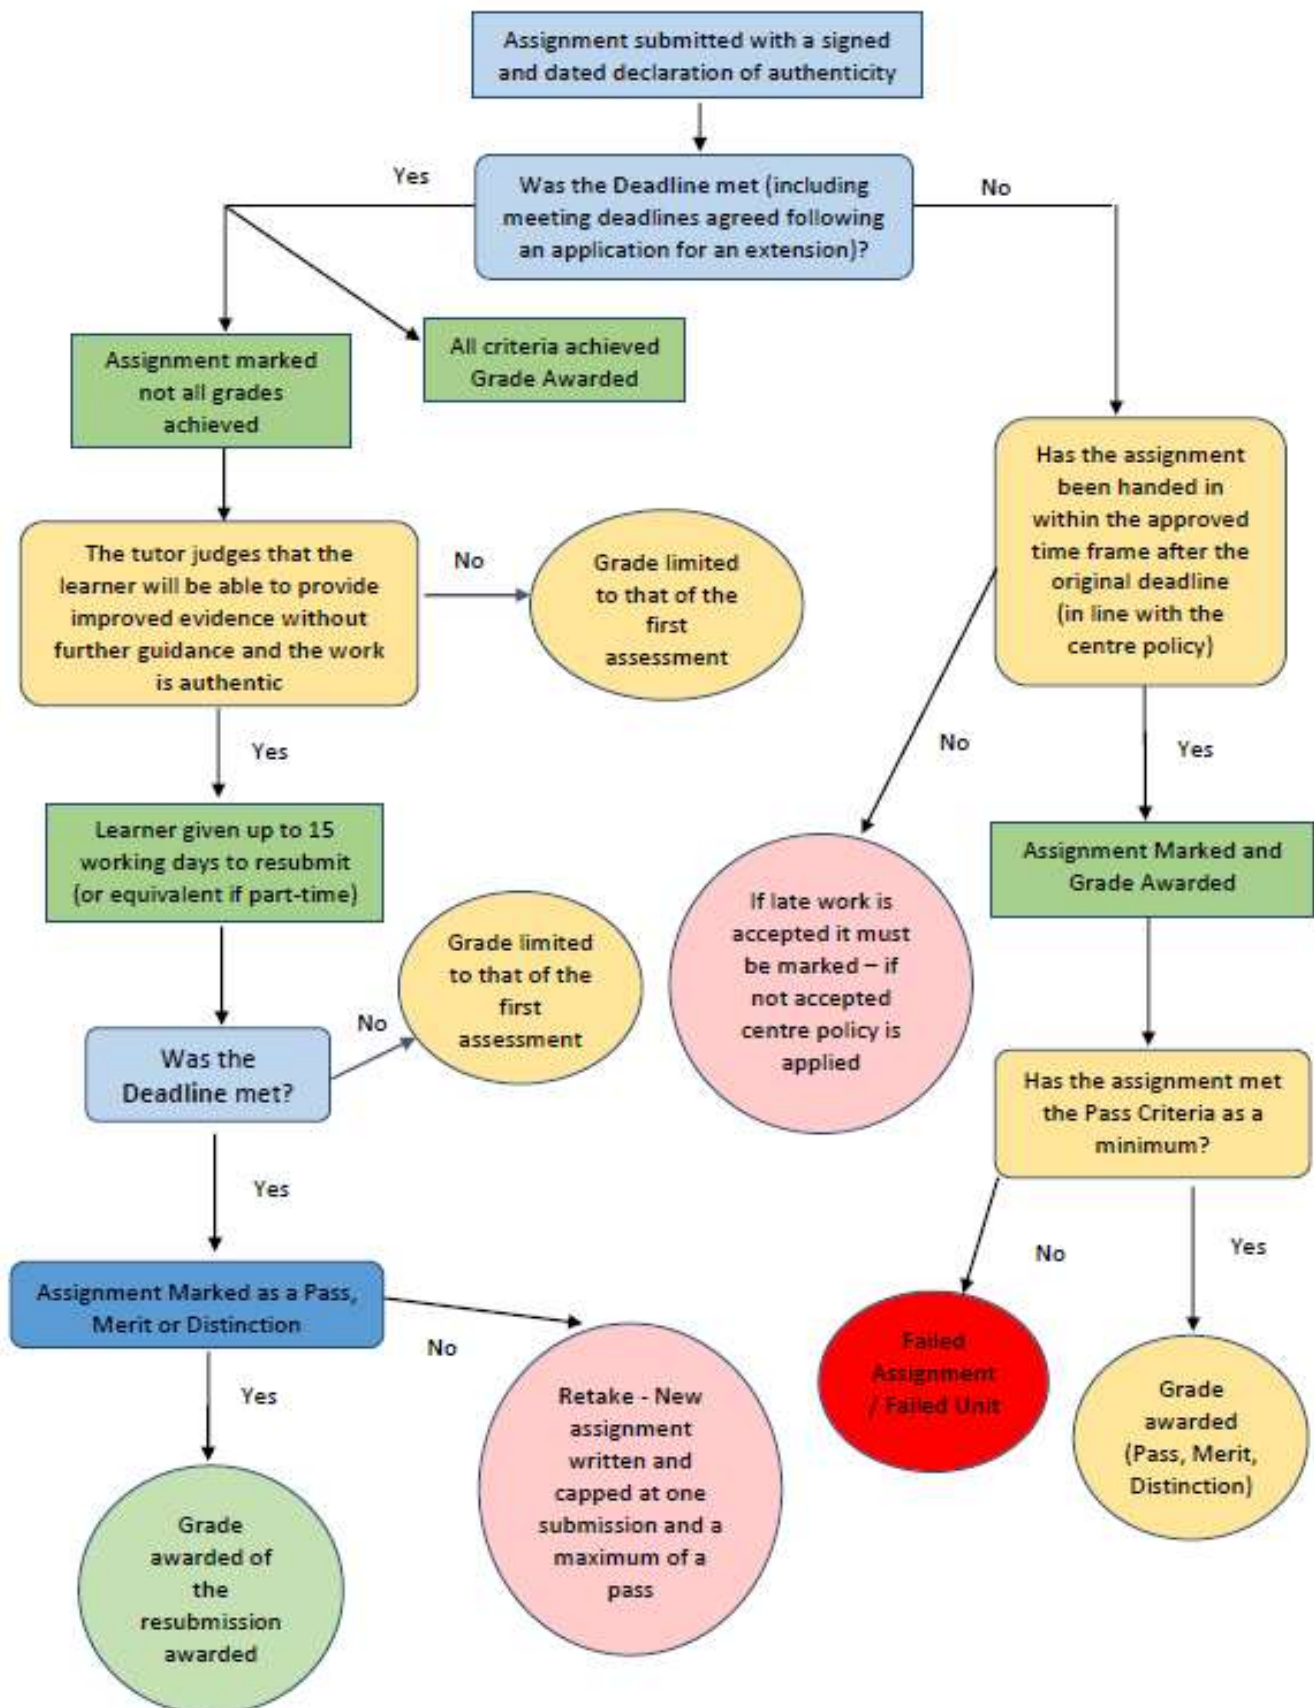 Assignment submitted with a signed
and dated declaration of authenticity
Yes
Was the Deadline met (including
meeting deadlines agreed following
an application for an extension)?
No
Assignment marked
not all grades
achieved
All criteria achieved
Grade Awarded
Has the assignment
been handed in
within the approved
time frame after the
original deadline
(in line with the
centre policy)
The tutor judges that the
learner will be able to provide
improved evidence without
further guidance and the work
is authentic
No
Grade limited
to that of the
first
assessment
Yes
No
Yes
Learner given up to 15
working days to resubmit
(or equivalent if part-time)
Grade limited
to that of the
first
assessment
If late work is
accepted it must
be marked – if
not accepted
centre policy is
applied
Assignment Marked and
Grade Awarded
No
Was the
Deadline met?
Has the assignment met
the Pass Criteria as a
minimum?
Yes
No
Yes
Assignment Marked as a Pass,
Merit or Distinction
No
Yes
Failed
Assignment
/ Failed Unit
Grade
awarded
(Pass, Merit,
Distinction)
Retake - New
assignment
written and
capped at one
submission and a
maximum of a
pass
Grade
awarded of
the
resubmission
awarded